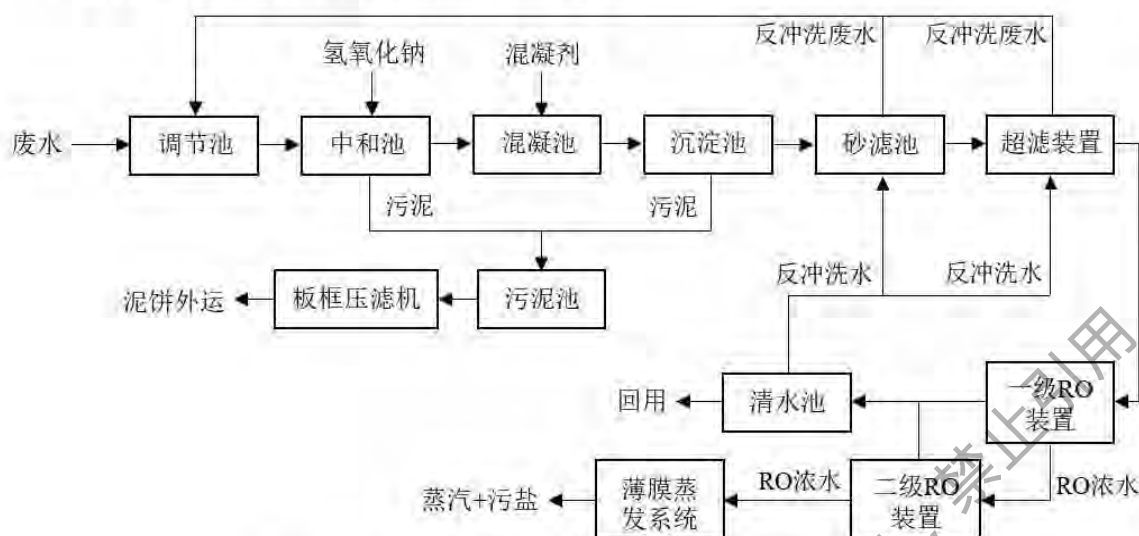 反冲洗废水
反冲洗废水
氢氧化钠
混凝剂
废水
调节池
中和池
混凝池
沉淀池
砂滤池
超滤装置
污泥
污泥
反冲洗水
反冲洗水
泥饼外运
板框压滤机
污泥池
回用
清水池
一级RO
装置
蒸汽+污盐
薄膜蒸
发系统
RO浓水
二级RO
装置
RO浓水
禁止引用